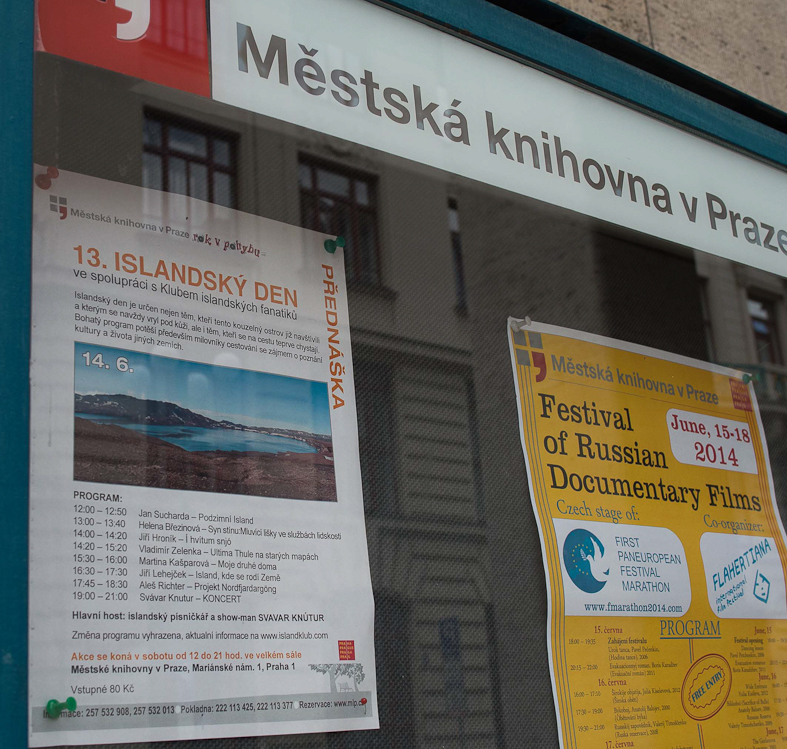 Městská knihovna v Praze
Městská knihovna v Praze rok v pohybu
13. ISLANDSKÝ DEN
ve spolupráci s Klubem islandských fanatiků
PŘEDNÁŠKA
Islandský den je určen nejen těm, kteří tento kouzelný ostrov již navštívili
a kterým se navždy vryl pod kůži, ale i těm, kteří se na cestu teprve chystají.
Bohatý program potěší především milovníky cestování se zájmem o poznání
kultury a života jiných zemích.
14. 6.
PROGRAM:
12:00 – 12:50 Jan Sucharda – Podzimní Island
13:00 – 13:40 Helena Březinová – Syn stínu:Mluvící lišky ve službách lidskosti
14:00 – 14:20 Jiří Hroník – Í hvítum snjó
14:20 – 15:20 Vladimír Zelenka – Ultima Thule na starých mapách
15:30 – 16:00 Martina Kašparová – Moje druhá doma
16:30 – 17:30 Jiří Lehejček – Island, kde se rodí Země
17:45 – 18:30 Aleš Richter – Projekt Nordfjardargöng
19:00 – 21:00 Svávar Knutur – KONCERT
Hlavní host: islandský písničkář a show-man SVAVAR KNÚTUR
Změna programu vyhrazena, aktuální informace na www.islandklub.com
Akce se koná v sobotu od 12 do 21 hod. ve velkém sále
Městské knihovny v Praze, Mariánské nám. 1, Praha 1
Vstupné 80 Kč
Informace: 257 532 908, 257 532 013 Pokladna: 222 113 425, 222 113 377 Rezervace: www.mlp.cz
Městská knihovna v Praze
Festival
of Russian
Documentary Films
June, 15-18
2014
Czech stage of:
Co-organizer:
FIRST
PANEUROPEAN
FESTIVAL
MARATHON
www.fmarathon2014.com
FLAHERTIANA
International
Film Festival
PROGRAM
FREE ENTRY
15. června
Zahájení festivalu
16. června
17. června